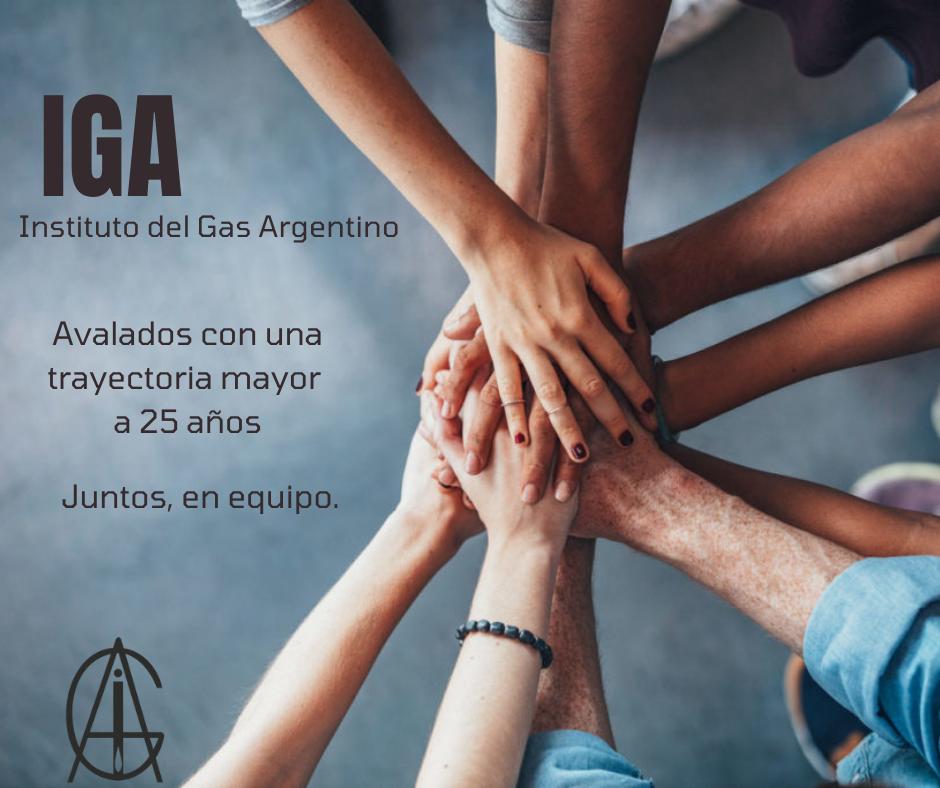 IGA
Instituto del Gas Argentino
Avalados con una
trayectoria mayor
a 25 años
Juntos, en equipo.